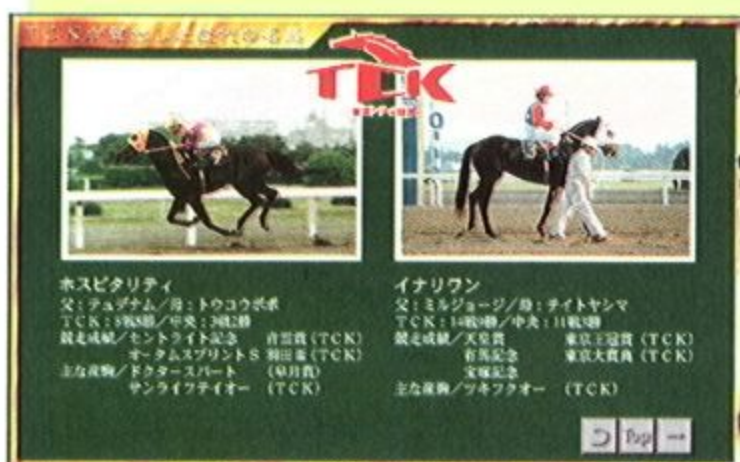 TCK
ホスピタリティ
父：テュデナム／母：トウコウポポ
TCK：8戦8勝／中央：3戦2勝
競走成績／セントライト記念 青雲賞（TCK）
オータムスプリントS 羽田盃（TCK）
主な産駒／ドクタースパート （皐月賞）
サンライフテイオー （TCK）
イナリワン
父：ミルジョージ／母：テイトヤシマ
TCK：14戦9勝／中央：11戦3勝
競走成績／天皇賞 東京王冠賞（TCK）
有馬記念 東京大賞典（TCK）
宝塚記念
主な産駒／ツキフクオー （TCK）
Top →